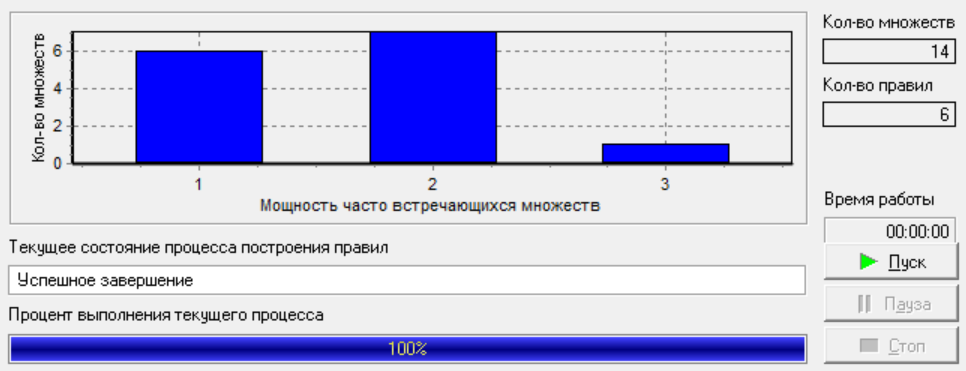 Кол-во множеств
6
4
2
0
1
2
3
Мощность часто встречающихся множеств
Кол-во множеств
14
Кол-во правил
6
Время работы
00:00:00
Пуск
Пауза
Стоп
Текущее состояние процесса построения правил
Успешное завершение
Процент выполнения текущего процесса
100%